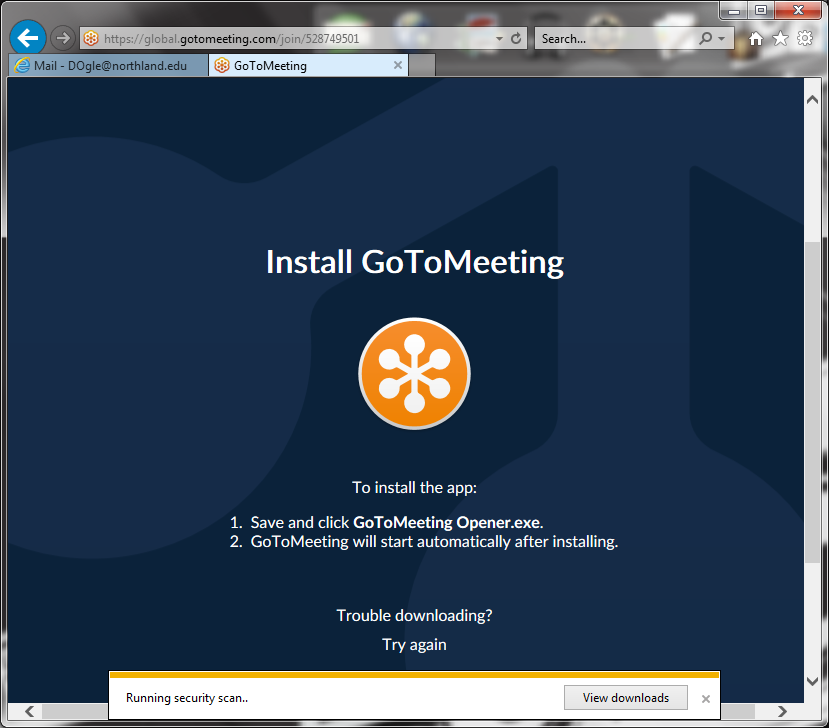 https://global.gotomeeting.com/join/528749501
Search...
Mail - DOgle@northland.edu
GoToMeeting
Install GoToMeeting
To install the app:
1. Save and click GoToMeeting Opener.exe.
2. GoToMeeting will start automatically after installing.
Trouble downloading?
Try again
Running security scan..
View downloads